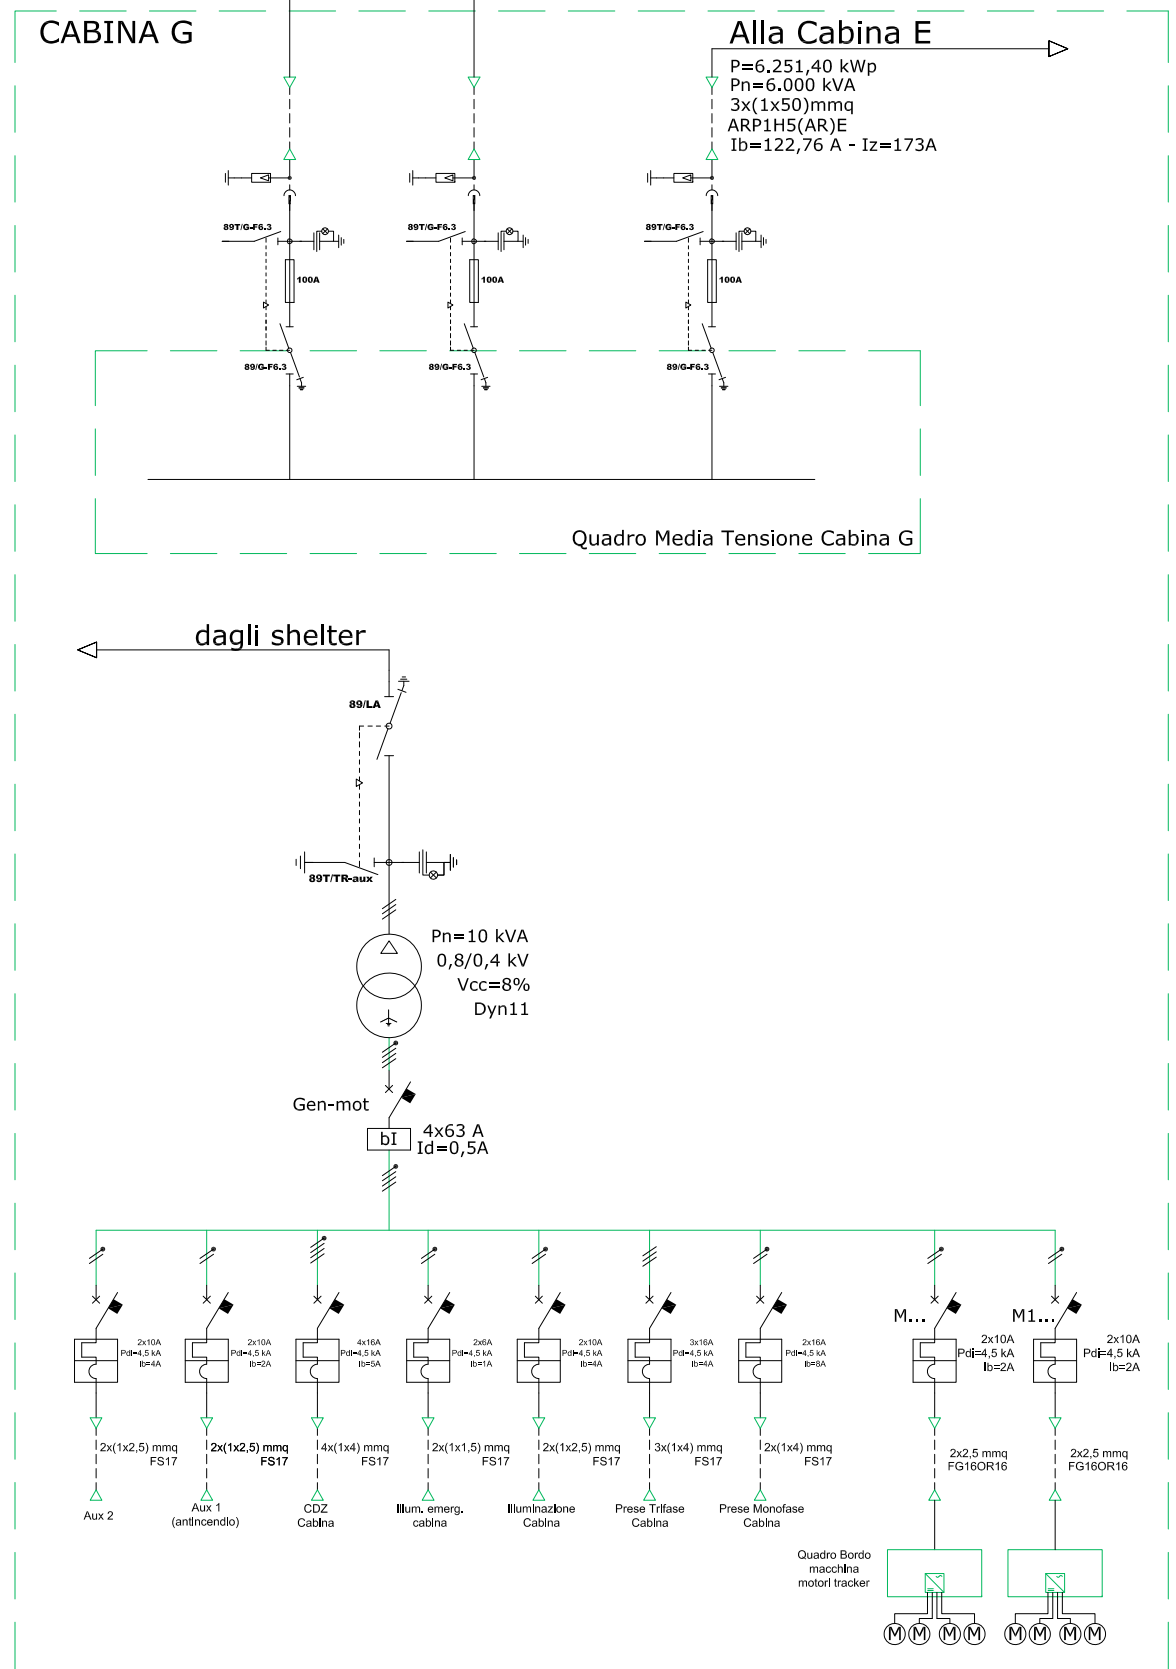 CABINA G
Alla Cabina E
P=6.251,40 kWp
Pn=6.000 kVA
3x(1x50)mmq
ARP1H5(AR)E
Ib=122,76 A - Iz=173A
89T/G-F6.3
89T/G-F6.3
89T/G-F6.3
100A
100A
100A
89/G-F6.3
89/G-F6.3
89/G-F6.3
Quadro Media Tensione Cabina G
dagli shelter
89/LA
89T/TR-aux
Pn=10 kVA
0,8/0,4 kV
Vcc=8%
Dyn11
Gen-mot
bI
4x63 A
Id=0,5A
2x10A
PdI=4,5 kA
Ib=4A
2x10A
PdI=4,5 kA
Ib=2A
4x16A
PdI=4,5 kA
Ib=5A
2x6A
PdI=4,5 kA
Ib=1A
2x10A
PdI=4,5 kA
Ib=4A
3x16A
PdI=4,5 kA
Ib=4A
2x16A
PdI=4,5 kA
Ib=8A
M...
2x10A
Pdi=4,5 kA
Ib=2A
M1...
2x10A
Pdi=4,5 kA
Ib=2A
2x(1x2,5) mmq
FS17
2x(1x2,5) mmq
FS17
4x(1x4) mmq
FS17
2x(1x1,5) mmq
FS17
2x(1x2,5) mmq
FS17
3x(1x4) mmq
FS17
2x(1x4) mmq
FS17
2x2,5 mmq
FG16OR16
2x2,5 mmq
FG16OR16
Aux 2
Aux 1
(antincendio)
CDZ
Cabina
Illum. emerg.
cabina
Illuminazione
Cabina
Prese Trifase
Cabina
Prese Monofase
Cabina
Quadro Bordo
macchina
motori tracker
M M M M
M M M M